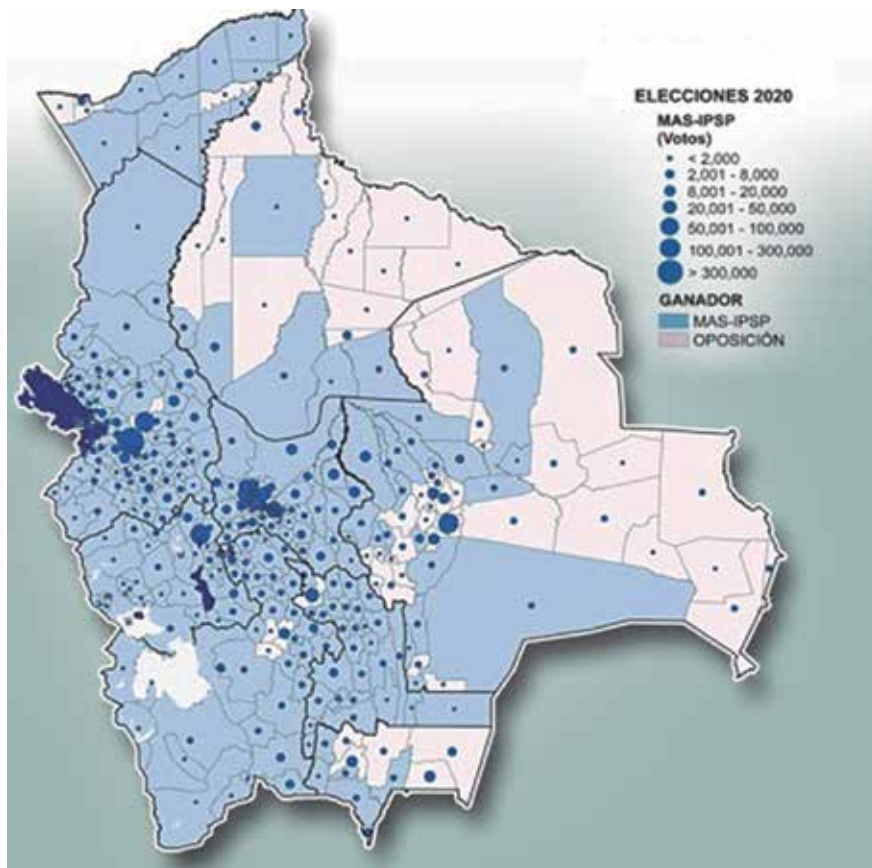 ELECCIONES 2020
MAS-IPSP
(Votos)
< 2,000
2,001 - 8,000
8,001 - 20,000
20,001 - 50,000
50,001 - 100,000
100,001 - 300,000
> 300,000
GANADOR
MAS-IPSP
OPOSICIÓN